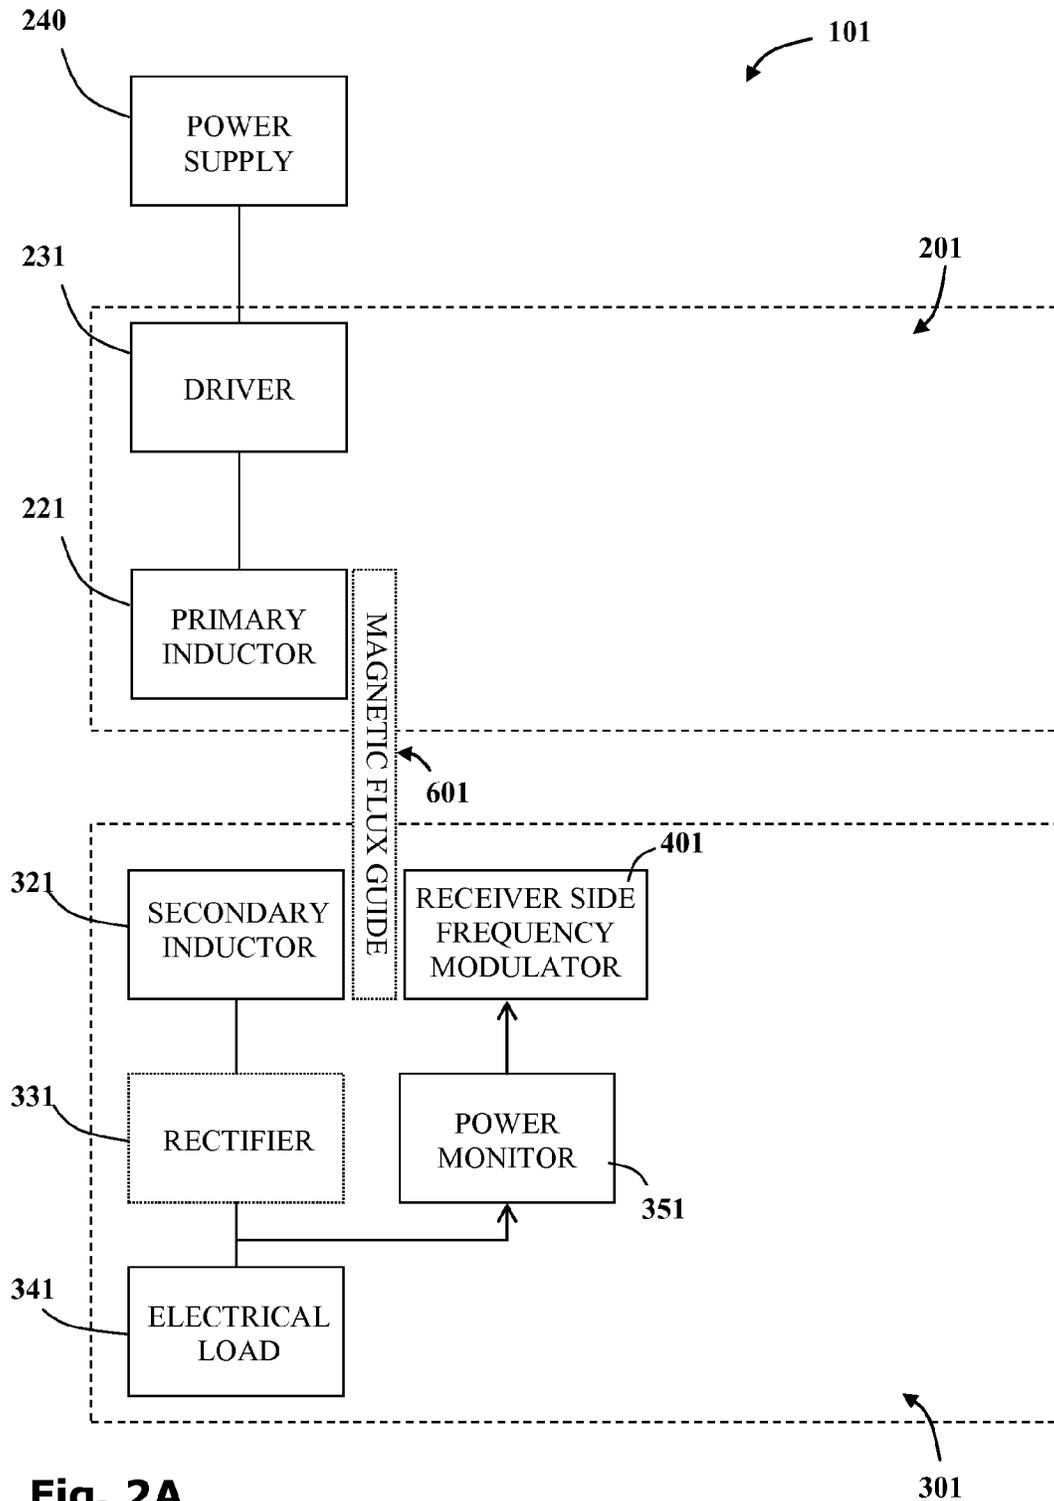 240
101
POWER
SUPPLY
231
201
DRIVER
221
PRIMARY
INDUCTOR
MAGNETIC FLUX GUIDE
601
401
321
SECONDARY
INDUCTOR
RECEIVER SIDE
FREQUENCY
MODULATOR
331
RECTIFIER
POWER
MONITOR
351
341
ELECTRICAL
LOAD
301
Fig. 2A